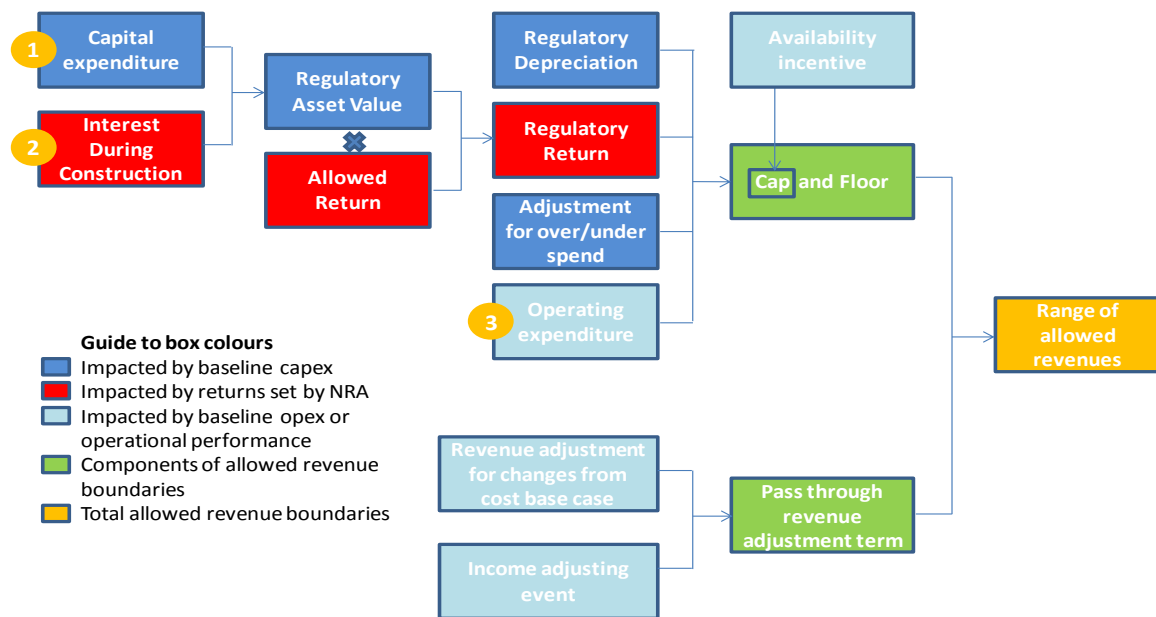 1
Capital
expenditure
2
Interest
During
Construction
Regulatory
Asset Value
Allowed
Return
Regulatory
Depreciation
Regulatory
Return
Adjustment
for over/under
spend
3
Operating
expenditure
Availability
incentive
Cap and Floor
Range of
allowed
revenues
Guide to box colours
Impacted by baseline capex
Impacted by returns set by NRA
Impacted by baseline opex or
operational performance
Components of allowed revenue
boundaries
Total allowed revenue boundaries
Revenue adjustment
for changes from
cost base case
Income adjusting
event
Pass through
revenue
adjustment term